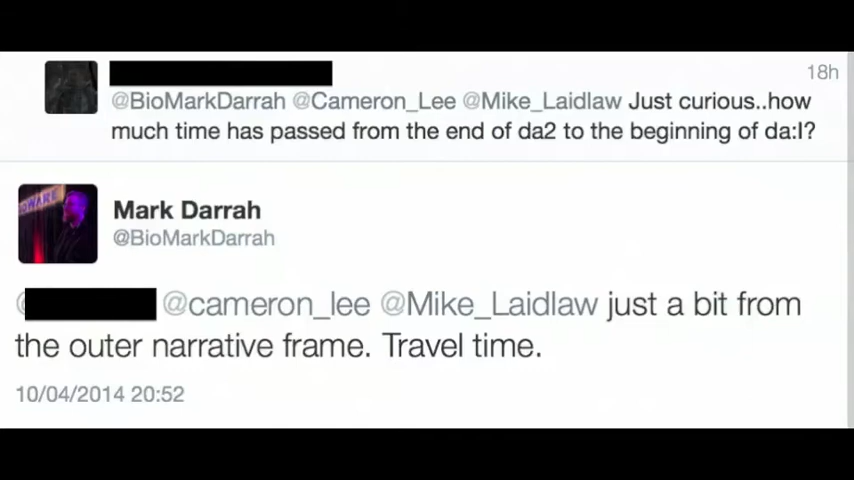 18h
@BioMarkDarrah @Cameron_Lee @Mike_Laidlaw Just curious..how
much time has passed from the end of da2 to the beginning of da:I?
Mark Darrah
@BioMarkDarrah
@cameron_lee @Mike_Laidlaw just a bit from
the outer narrative frame. Travel time.
10/04/2014 20:52